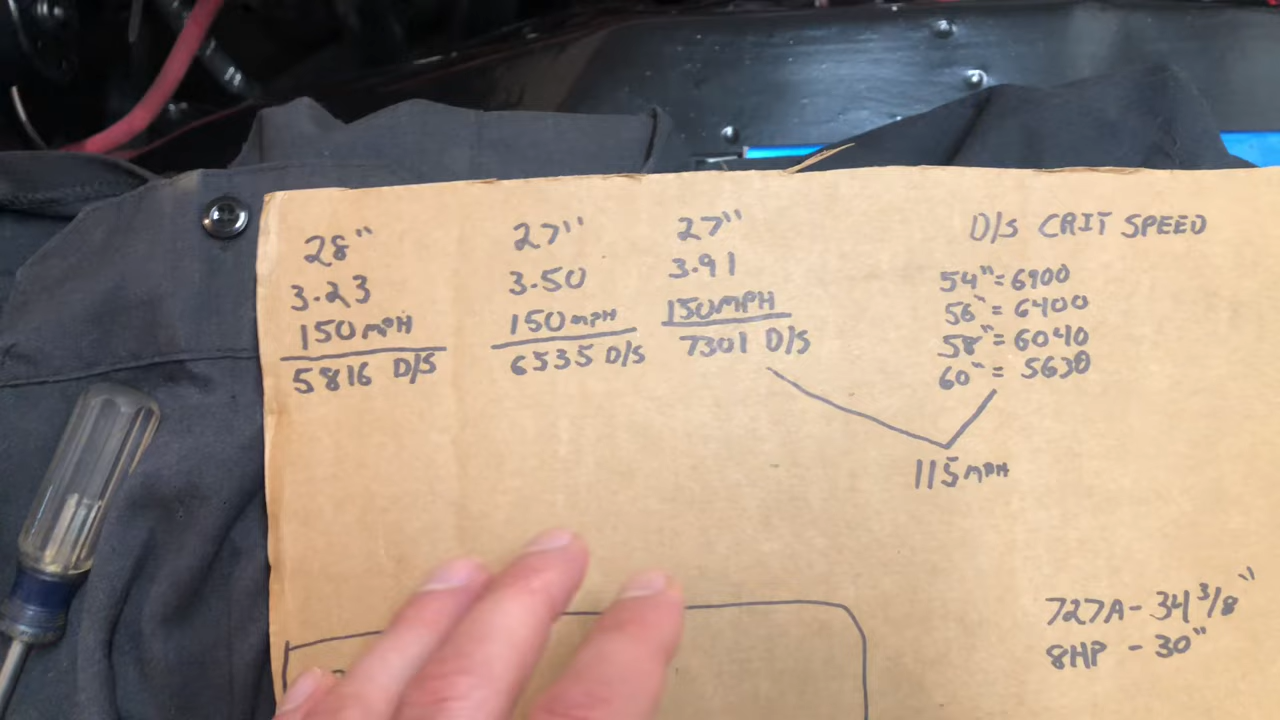 28"
3.23
150MPH
5816 D/S
27"
3.50
150MPH
6535 D/S
27"
3.91
150MPH
7301 D/S
D/S CRIT SPEED
54"=6900
56"=6400
58"=6040
60"= 5630
115MPH
727A-34 3/8"
8HP - 30"